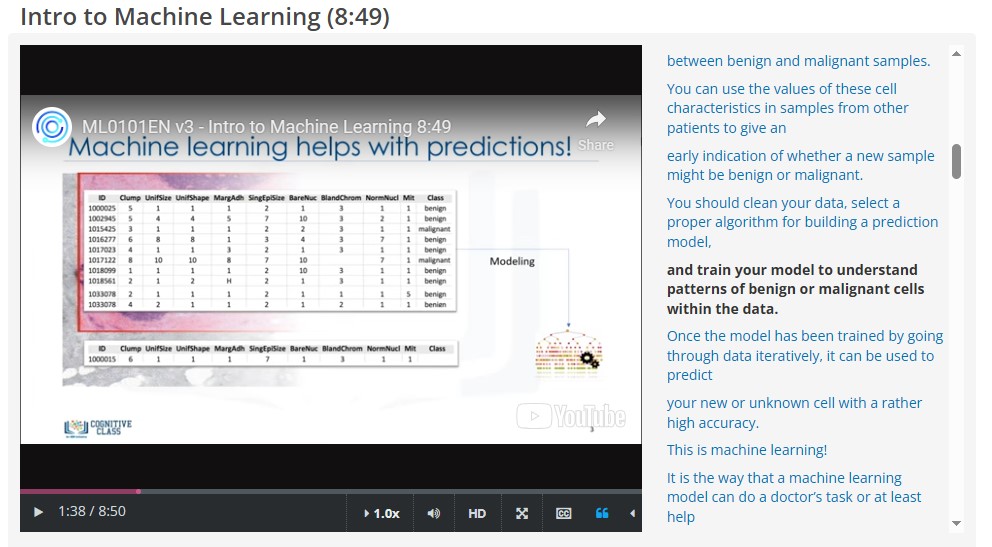 Intro to Machine Learning (8:49)
ML0101EN v3 - Intro to Machine Learning 8:49
Share
Machine learning helps with predictions!
ID Clump UnifSize UnifShape MargAdh SingEpiSize BareNuc BlandChrom NormNucl Mit Class
1000025 5 1 1 1 2 1 3 1 1 benign
1002945 5 4 4 5 7 10 3 2 1 benign
1015425 3 1 1 1 2 2 3 1 1 malignant
1016277 6 8 8 1 3 4 3 7 1 benign
1017023 4 1 1 3 2 1 3 1 1 benign
1017122 8 10 10 8 7 10 7 1 malignant
1018099 1 1 1 1 2 10 3 1 1 benign
1018561 2 1 2 H 2 1 3 1 1 benign
1033078 2 1 1 1 2 1 1 1 5 benign
1033078 4 2 1 1 2 1 2 1 1 benign
Modeling
ID Clump UnifSize UnifShape MargAdh SingEpiSize BareNuc BlandChrom NormNucl Mit Class
1000015 6 1 1 1 7 1 3 1 1
COGNITIVE
CLASS
YouTube
3
1:38 / 8:50
1.0x
HD
CC
between benign and malignant samples.
You can use the values of these cell
characteristics in samples from other
patients to give an
early indication of whether a new sample
might be benign or malignant.
You should clean your data, select a
proper algorithm for building a prediction
model,
and train your model to understand
patterns of benign or malignant cells
within the data.
Once the model has been trained by going
through data iteratively, it can be used to
predict
your new or unknown cell with a rather
high accuracy.
This is machine learning!
It is the way that a machine learning
model can do a doctor's task or at least
help